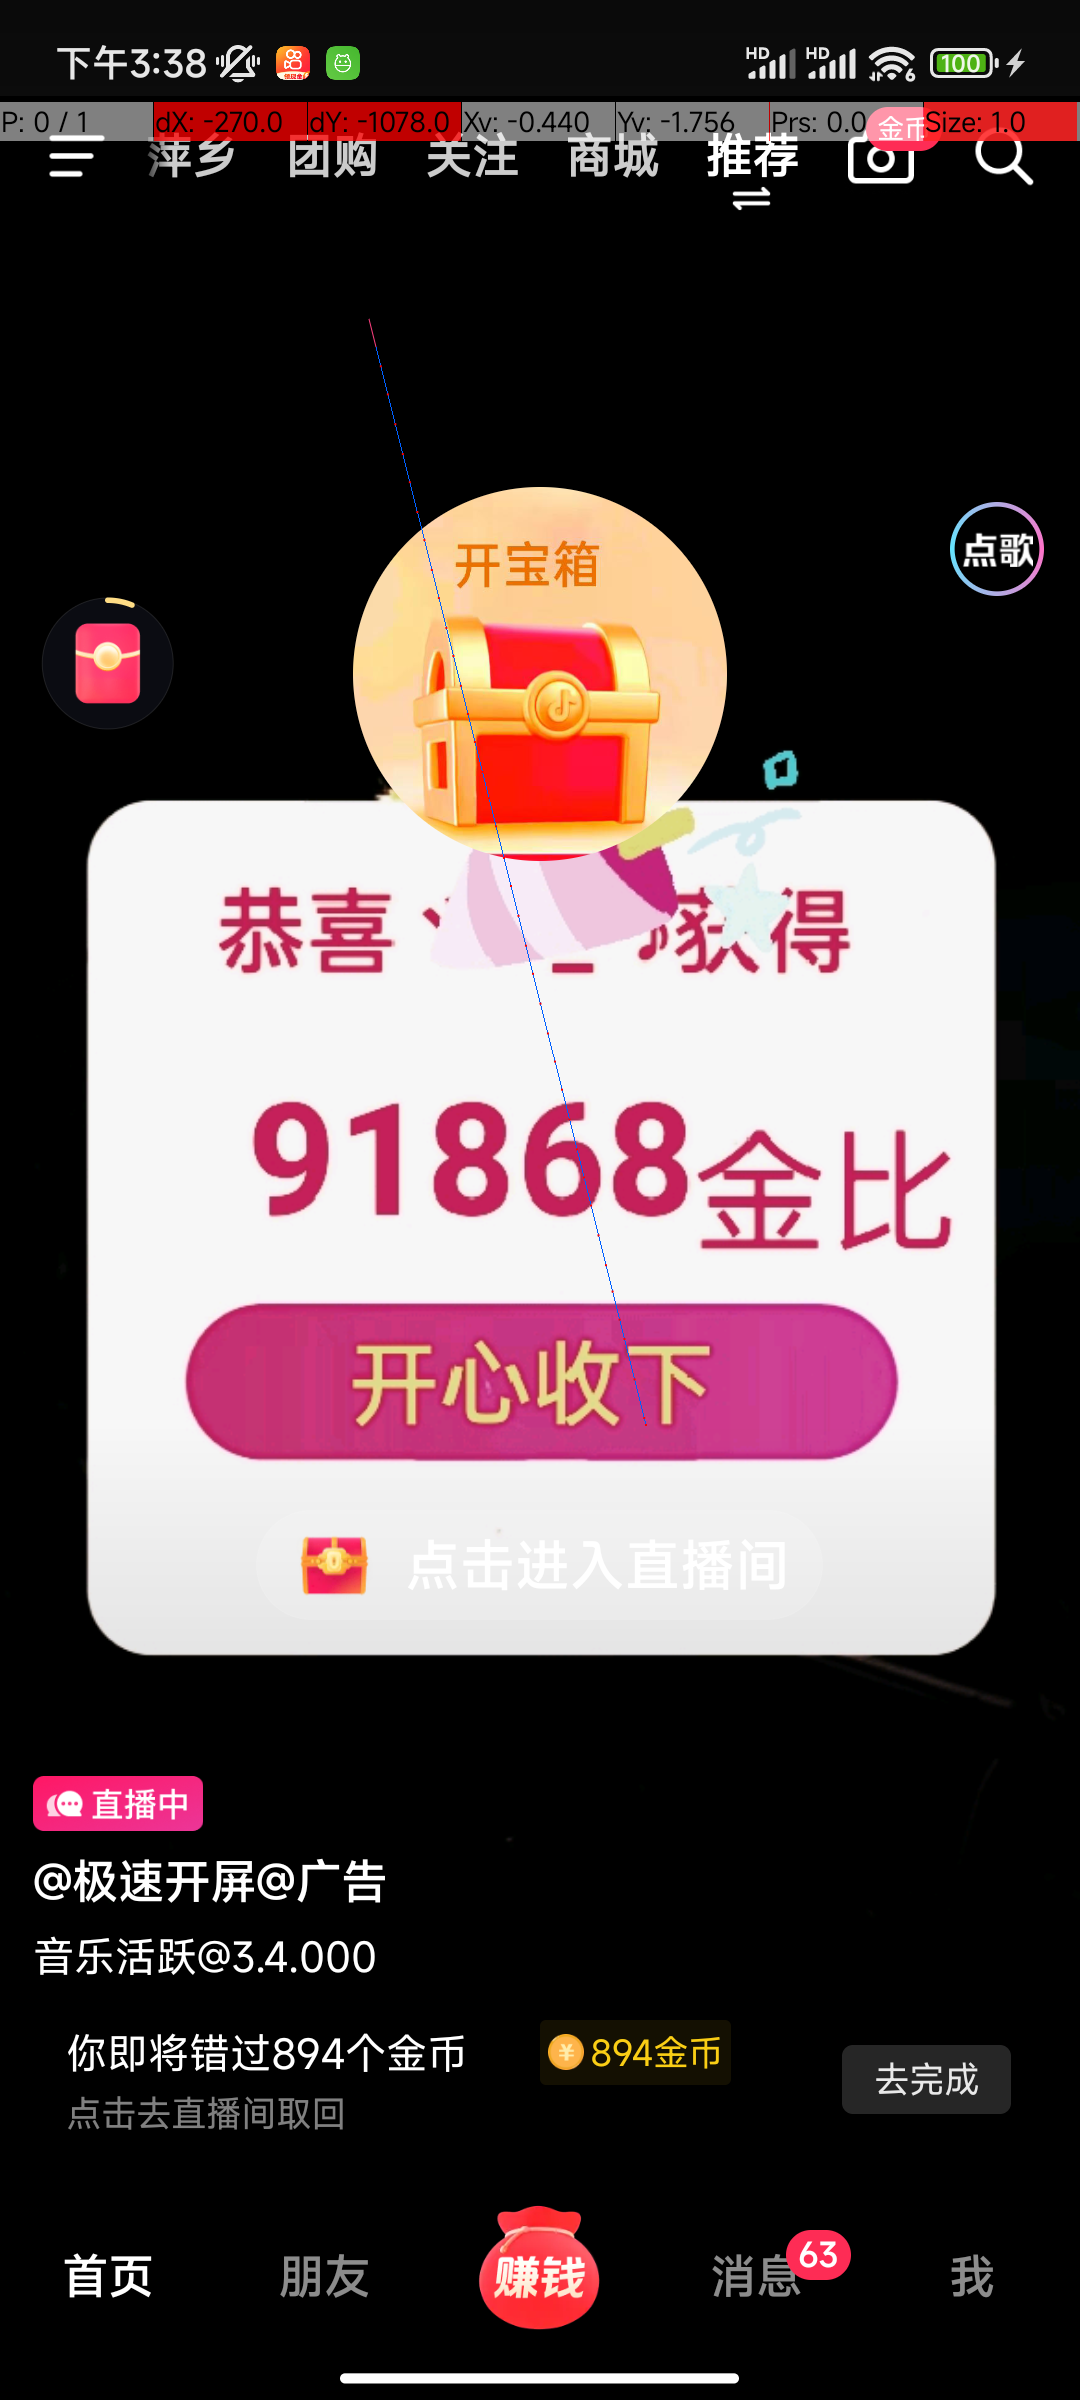 下午3:38
HD HD 6 100
P: 0 / 1 dX: -270.0 dY: -1078.0 Xv: -0.440 Yv: -1.756 Prs: 0.0 Size: 1.0
萍乡 团购 关注 商城 推荐 金币
开宝箱
点歌
恭喜 获得
91868金比
开心收下
点击进入直播间
直播中
@极速开屏@广告
音乐活跃@3.4.000
你即将错过894个金币 894金币
点击去直播间取回
去完成
首页 朋友 赚钱 消息 63 我